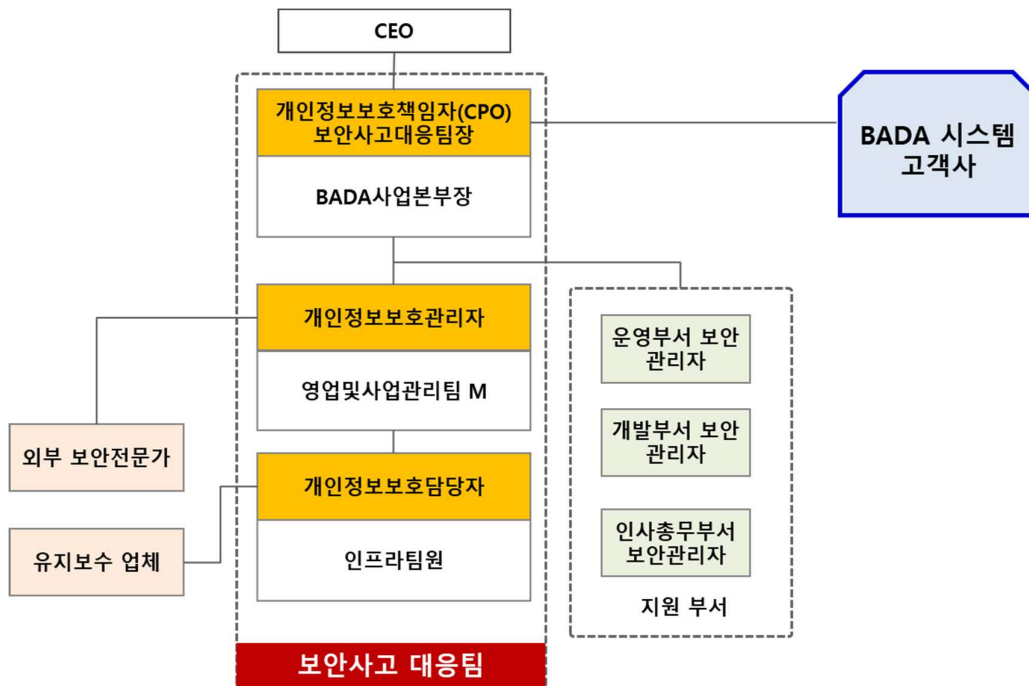 CEO
개인정보보호책임자(CPO)
보안사고대응팀장
BADA사업본부장
BADA 시스템
고객사
개인정보보호관리자
영업및사업관리팀 M
외부 보안전문가
개인정보보호담당자
인프라팀원
유지보수 업체
운영부서 보안
관리자
개발부서 보안
관리자
인사총무부서
보안관리자
지원 부서
보안사고 대응팀